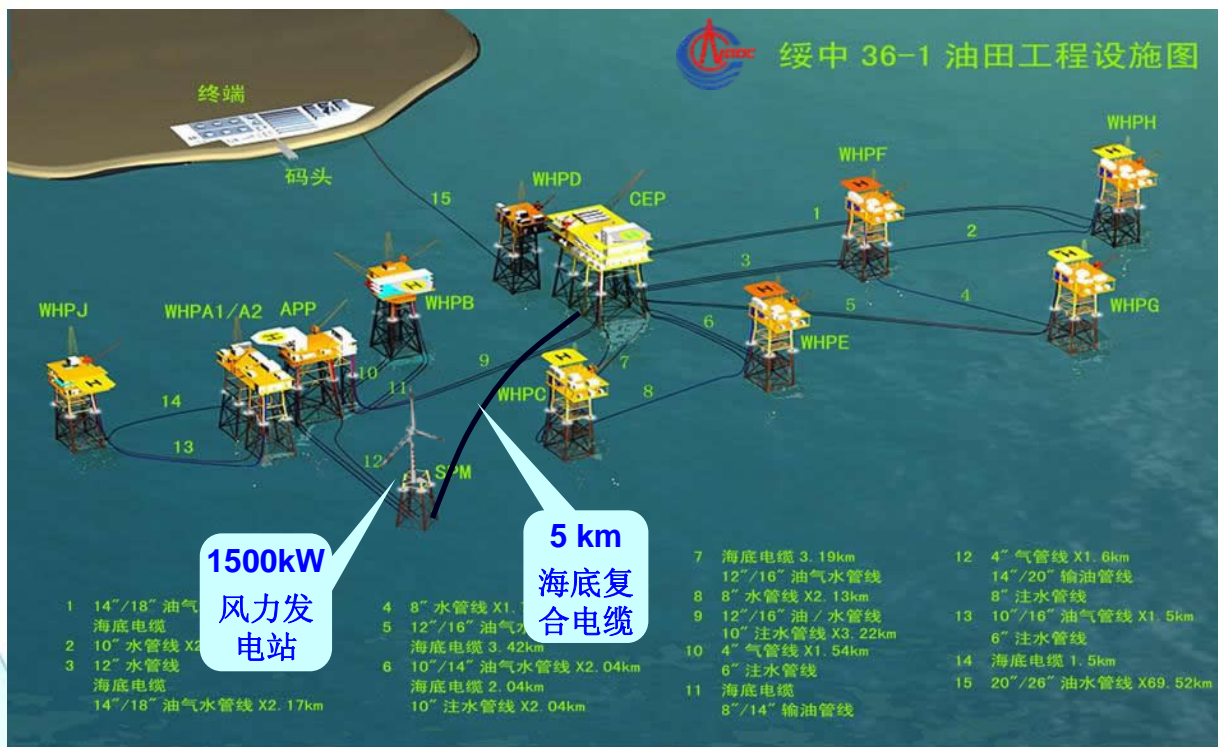 绥中 36-1 油田工程设施图
终端
码头
15
WHPD
CEP
WHPF
WHPH
1
2
3
WHPB
WHPJ
WHPA1/A2
APP
5
4
WHPG
6
WHPE
9
7
10
11
WHPC
8
14
13
12
SPM
1500kW
风力发
电站
5 km
海底复
合电缆
1 14"/18" 油气
海底电缆
2 10" 水管线
3 12" 水管线
海底电缆
14"/18" 油气水管线 X2.17km
4 8" 水管线
5 12"/16" 油气水
海底电缆 3.42km
6 10"/14" 油气水管线 X2.04km
海底电缆 2.04km
10" 注水管线 X2.04km
7 海底电缆 3.19km
12"/16" 油气水管线
8 8" 水管线 X2.13km
9 12"/16" 油/水管线
10" 注水管线 X3.22km
10 4" 气管线 X1.54km
6" 注水管线
11 海底电缆
8"/14" 输油管线
12 4" 气管线 X1.6km
14"/20" 输油管线
8" 注水管线
13 10"/16" 油气管线 X1.5km
6" 注水管线
14 海底电缆 1.5km
15 20"/26" 油水管线 X69.52km